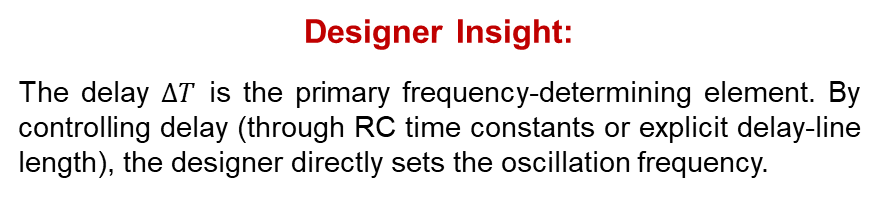 Designer Insight:
The delay ΔT is the primary frequency-determining element. By
controlling delay (through RC time constants or explicit delay-line
length), the designer directly sets the oscillation frequency.